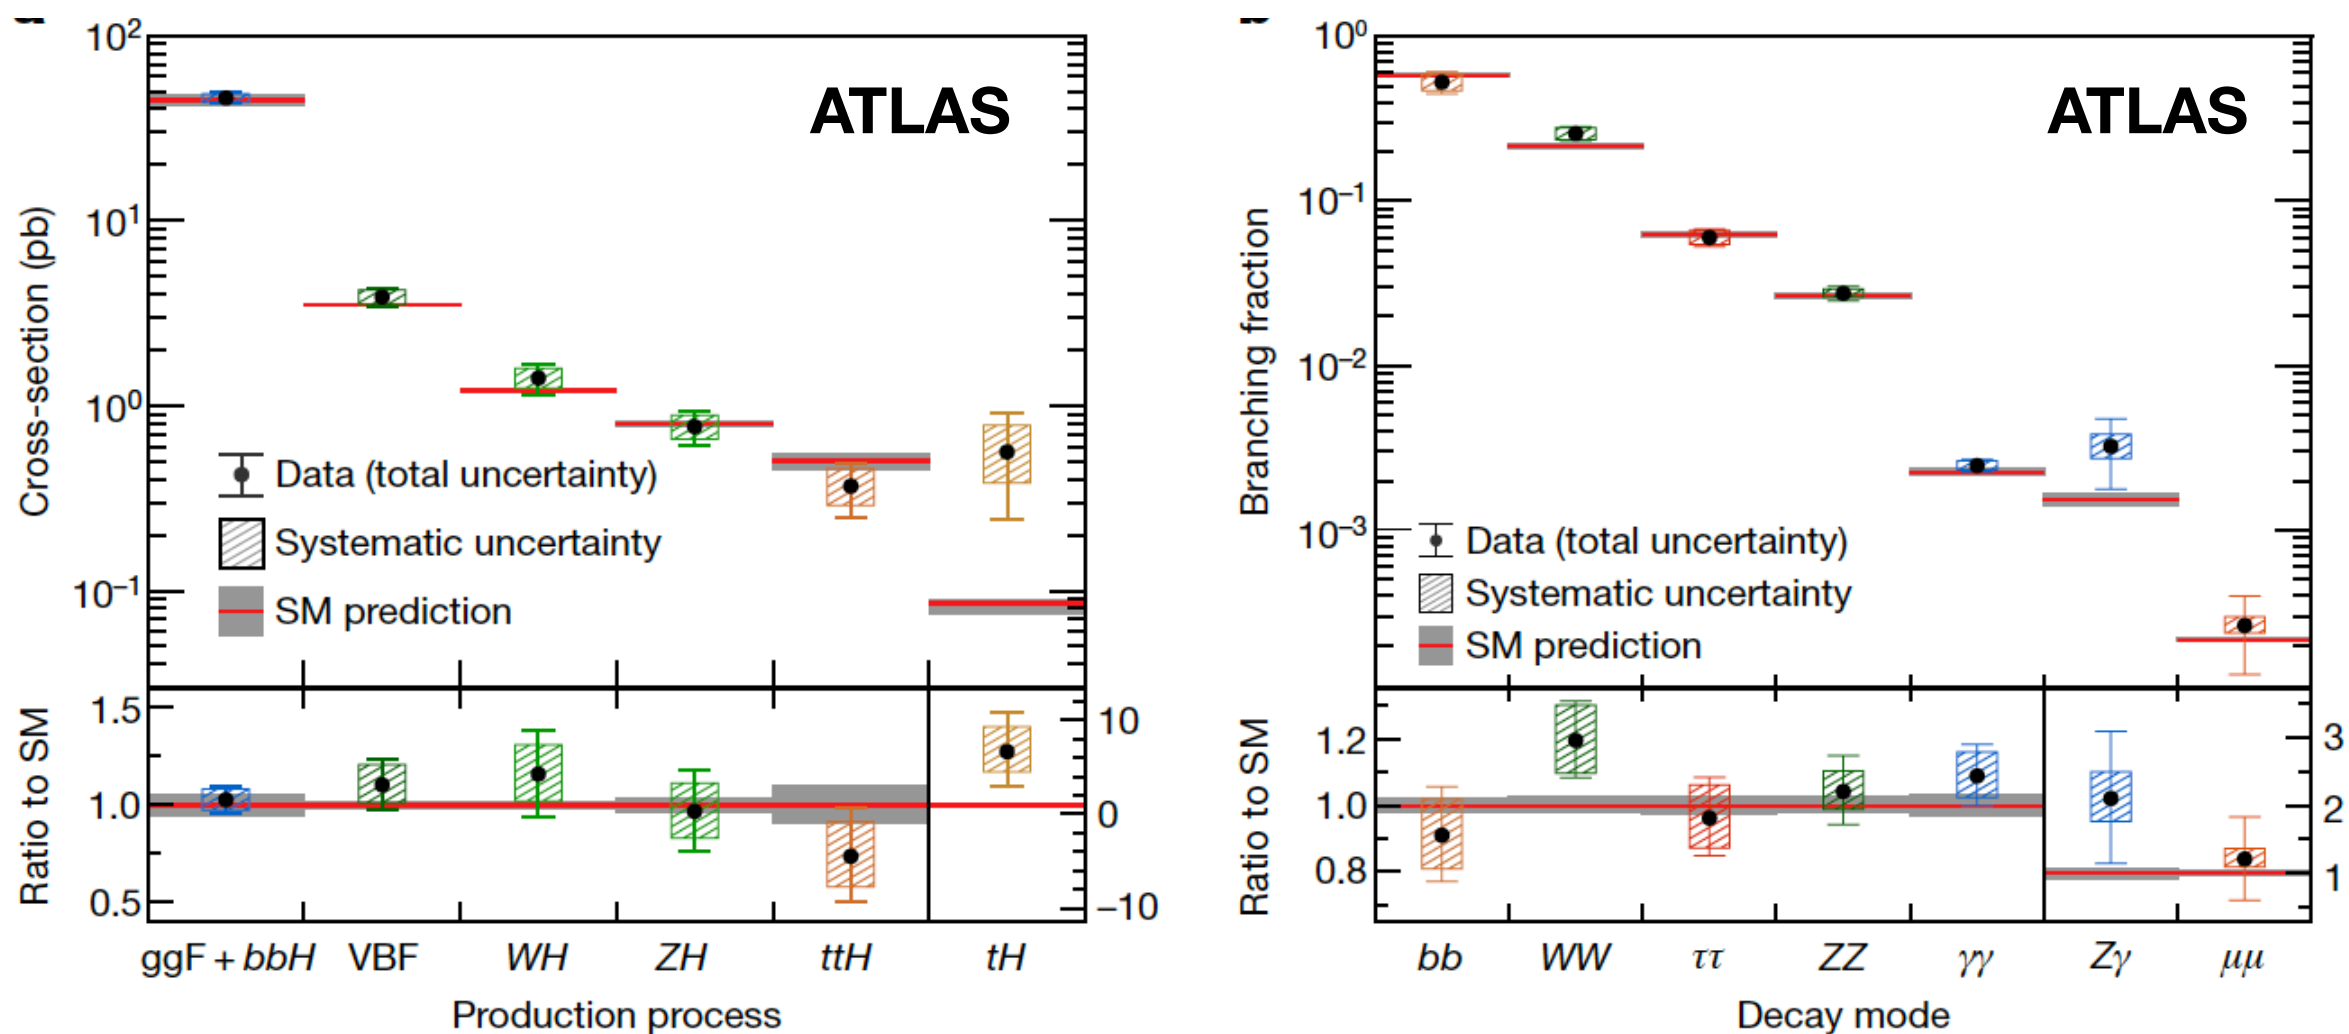 10²
10¹
10⁰
10⁻¹
Cross-section (pb)
ATLAS
Data (total uncertainty)
Systematic uncertainty
SM prediction
1.5
1.0
0.5
Ratio to SM
10
0
−10
ggF + bbH VBF WH ZH ttH tH
Production process
10⁰
10⁻¹
10⁻²
10⁻³
Branching fraction
ATLAS
Data (total uncertainty)
Systematic uncertainty
SM prediction
1.2
1.0
0.8
Ratio to SM
3
2
1
bb WW ττ ZZ γγ Zγ μμ
Decay mode